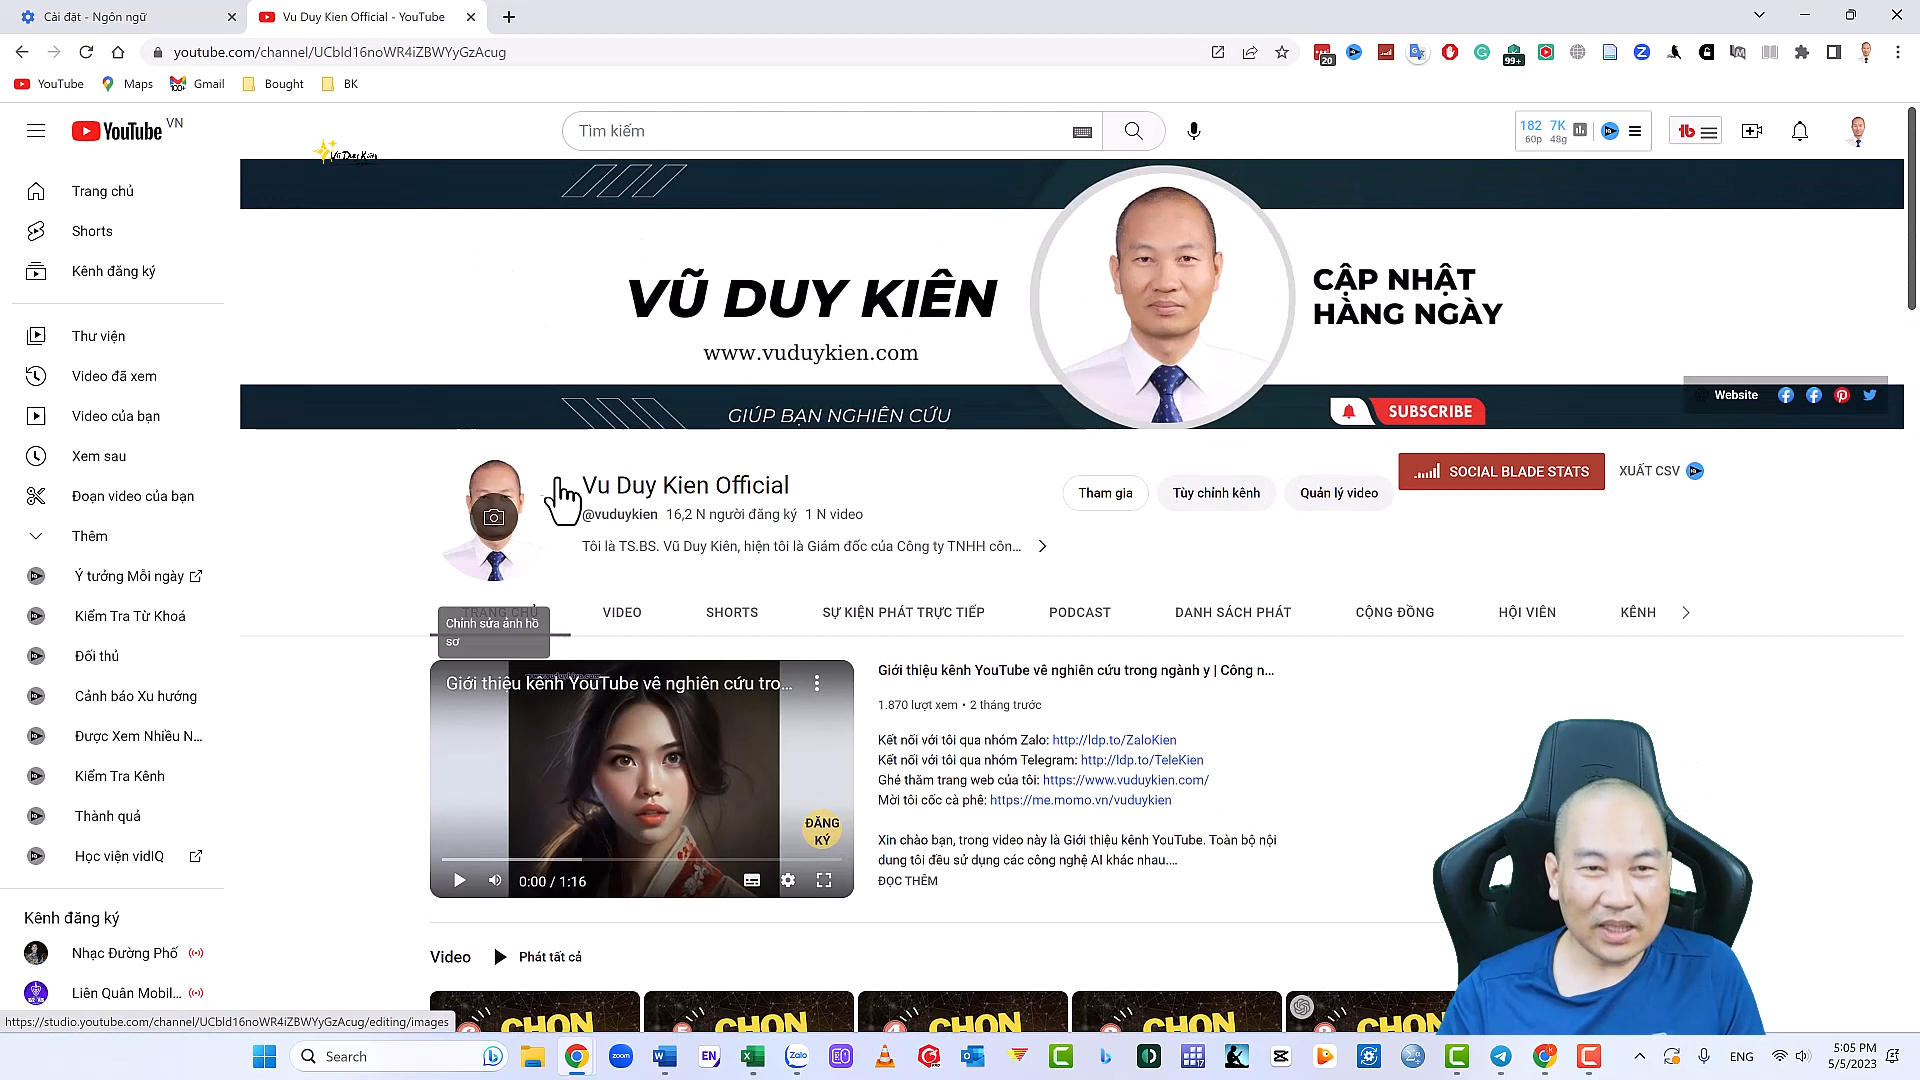 Cài đặt - Ngôn ngữ
Vu Duy Kien Official - YouTube
youtube.com/channel/UCbld16noWR4iZBWYyGzAcug
20
99+
YouTube
Maps
Gmail
Bought
BK
YouTube VN
Vũ Duy Kiên
Tìm kiếm
182 7K
60p 48g
Trang chủ
Shorts
Kênh đăng ký
Thư viện
Video đã xem
Video của bạn
Xem sau
Đoạn video của bạn
Thêm
Ý tưởng Mỗi ngày
Kiểm Tra Từ Khoá
Đối thủ
Cảnh báo Xu hướng
Được Xem Nhiều N...
Kiểm Tra Kênh
Thành quả
Học viện vidIQ
Kênh đăng ký
Nhạc Đường Phố
Liên Quân Mobil...
VŨ DUY KIÊN
www.vuduykien.com
GIÚP BẠN NGHIÊN CỨU
CẬP NHẬT
HÀNG NGÀY
SUBSCRIBE
Website
Vu Duy Kien Official
@vuduykien 16,2 N người đăng ký 1 N video
Tôi là TS.BS. Vũ Duy Kiên, hiện tôi là Giám đốc của Công ty TNHH côn...
Tham gia
Tùy chỉnh kênh
Quản lý video
SOCIAL BLADE STATS
XUẤT CSV
TRANG CHỦ
VIDEO
SHORTS
SỰ KIỆN PHÁT TRỰC TIẾP
PODCAST
DANH SÁCH PHÁT
CỘNG ĐỒNG
HỘI VIÊN
KÊNH
Chỉnh sửa ảnh hồ
sơ
Giới thiệu kênh YouTube về nghiên cứu tro...
ĐĂNG
KÝ
0:00 / 1:16
Giới thiệu kênh YouTube về nghiên cứu trong ngành y | Công n...
1.870 lượt xem • 2 tháng trước
Kết nối với tôi qua nhóm Zalo: http://ldp.to/ZaloKien
Kết nối với tôi qua nhóm Telegram: http://ldp.to/TeleKien
Ghé thăm trang web của tôi: https://www.vuduykien.com/
Mời tôi cốc cà phê: https://me.momo.vn/vuduykien
Xin chào bạn, trong video này là Giới thiệu kênh YouTube. Toàn bộ nội
dung tôi đều sử dụng các công nghệ AI khác nhau....
ĐỌC THÊM
Video
Phát tất cả
CHỌN
CHỌN
CHỌN
CHỌN
CHỌN
https://studio.youtube.com/channel/UCbld16noWR4iZBWYyGzAcug/editing/images
Search
zoom
EN
Zalo
ENG
5:05 PM
5/5/2023